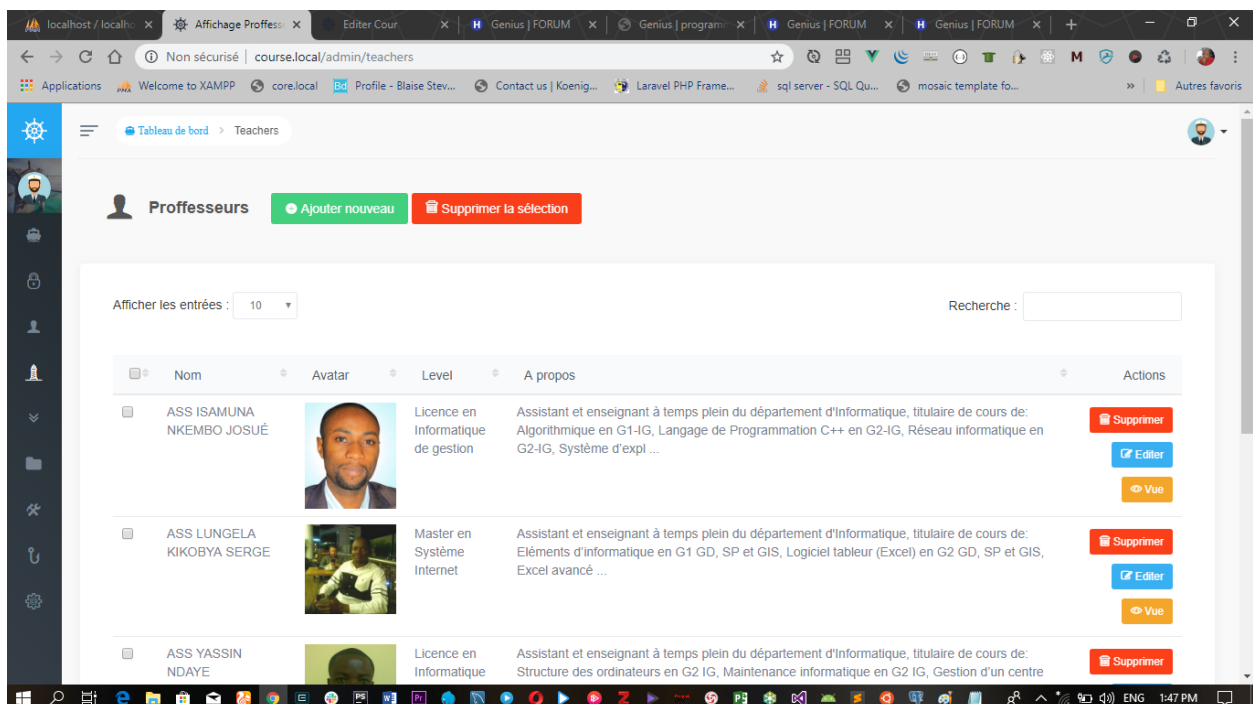 localhost / localho
Affichage Proffess
Editer Cour
Genius | FORUM
Genius | program
Genius | FORUM
Genius | FORUM
Non sécurisé | course.local/admin/teachers
Applications
Welcome to XAMPP
core.local
Bd Profile - Blaise Stev...
Contact us | Koenig...
Laravel PHP Frame...
sql server - SQL Qu...
mosaic template fo...
» Autres favoris
Tableau de bord > Teachers
Proffesseurs
Ajouter nouveau
Supprimer la sélection
Afficher les entrées : 10
Recherche :
Nom Avatar Level A propos Actions
ASS ISAMUNA
NKEMBO JOSUÉ
Licence en
Informatique
de gestion
Assistant et enseignant à temps plein du département d'Informatique, titulaire de cours de:
Algorithmique en G1-IG, Langage de Programmation C++ en G2-IG, Réseau informatique en
G2-IG, Système d'expl ...
Supprimer
Editer
Vue
ASS LUNGELA
KIKOBYA SERGE
Master en
Système
Internet
Assistant et enseignant à temps plein du département d'Informatique, titulaire de cours de:
Eléments d'informatique en G1 GD, SP et GIS, Logiciel tableur (Excel) en G2 GD, SP et GIS,
Excel avancé ...
Supprimer
Editer
Vue
ASS YASSIN
NDAYE
Licence en
Informatique
Assistant et enseignant à temps plein du département d'Informatique, titulaire de cours de:
Structure des ordinateurs en G2 IG, Maintenance informatique en G2 IG, Gestion d'un centre
Supprimer
ENG 1:47 PM